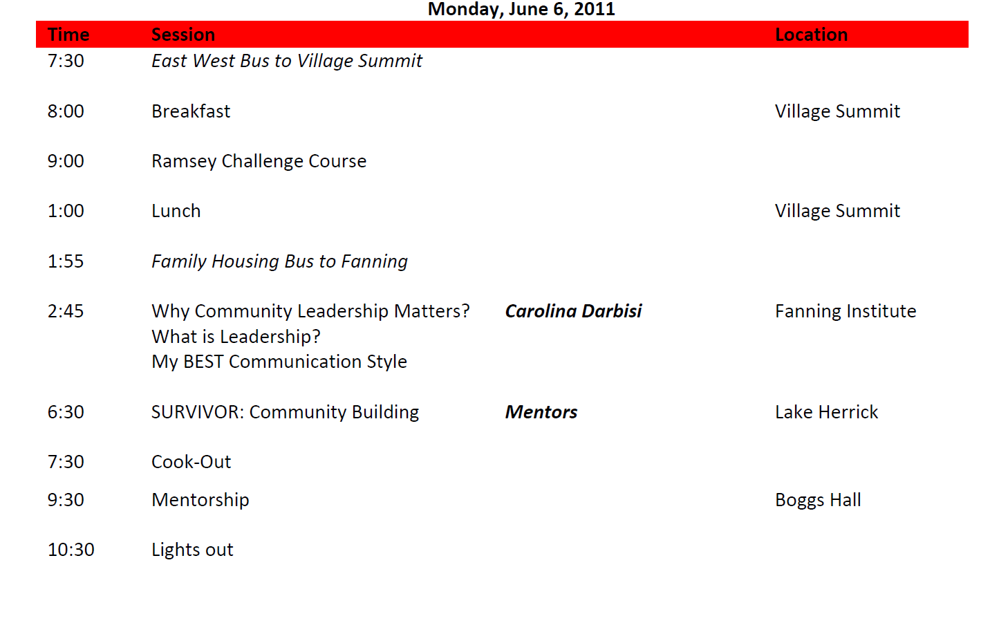 Monday, June 6, 2011
Time Session Location
7:30 East West Bus to Village Summit
8:00 Breakfast Village Summit
9:00 Ramsey Challenge Course
1:00 Lunch Village Summit
1:55 Family Housing Bus to Fanning
2:45 Why Community Leadership Matters? Carolina Darbisi Fanning Institute
What is Leadership?
My BEST Communication Style
6:30 SURVIVOR: Community Building Mentors Lake Herrick
7:30 Cook-Out
9:30 Mentorship Boggs Hall
10:30 Lights out